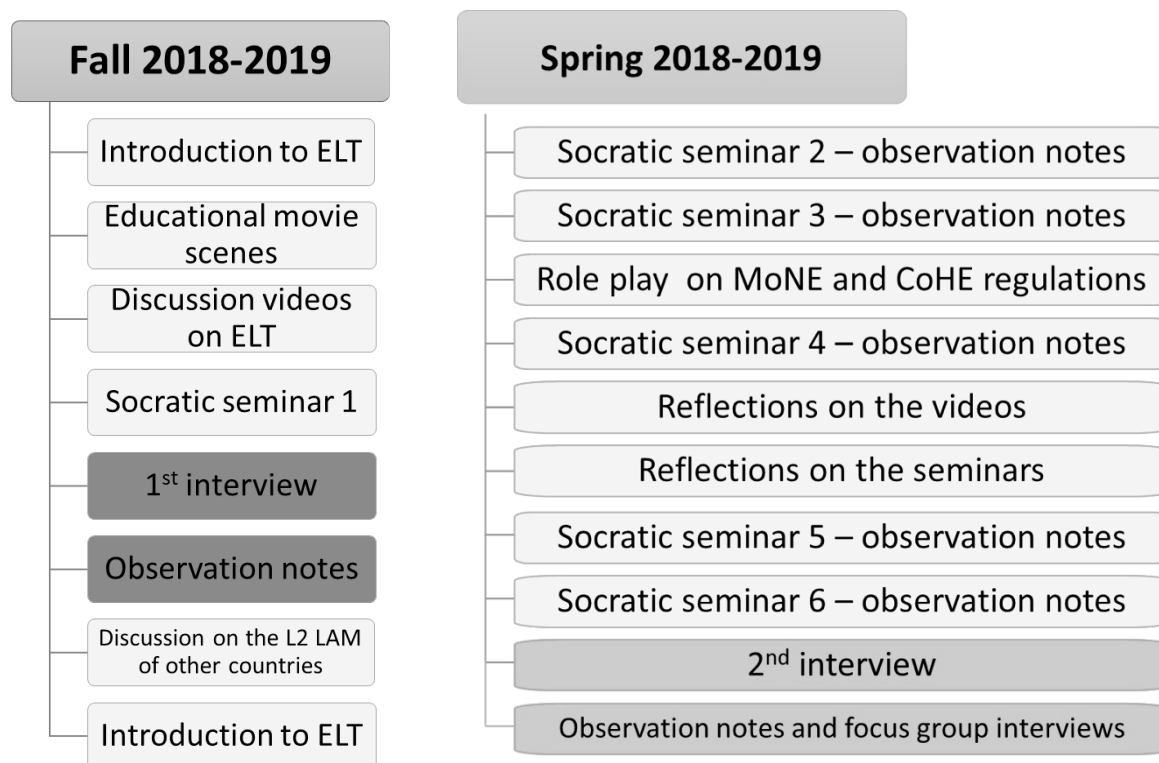 Fall 2018-2019
Introduction to ELT
Educational movie
scenes
Discussion videos
on ELT
Socratic seminar 1
1st interview
Observation notes
Discussion on the L2 LAM
of other countries
Introduction to ELT
Spring 2018-2019
Socratic seminar 2 – observation notes
Socratic seminar 3 – observation notes
Role play on MoNE and CoHE regulations
Socratic seminar 4 – observation notes
Reflections on the videos
Reflections on the seminars
Socratic seminar 5 – observation notes
Socratic seminar 6 – observation notes
2nd interview
Observation notes and focus group interviews